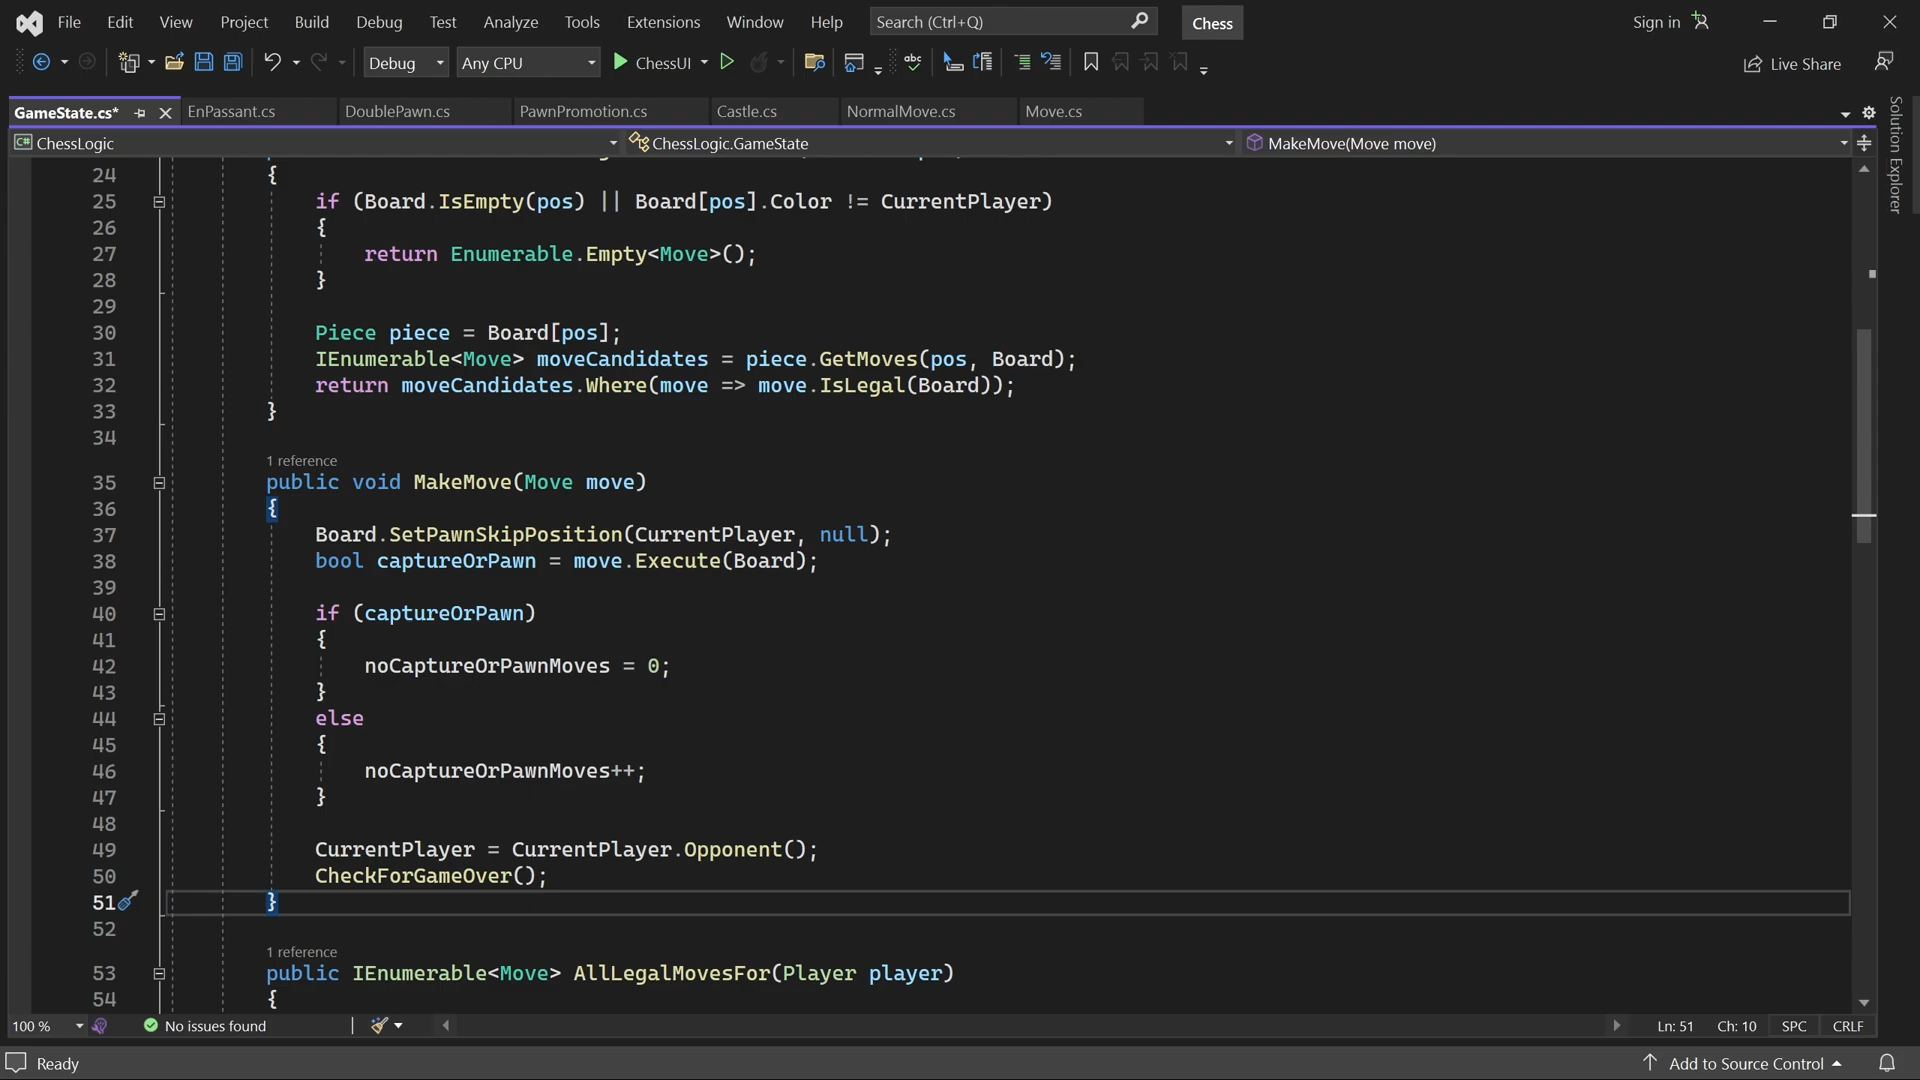 File Edit View Project Build Debug Test Analyze Tools Extensions Window Help Search (Ctrl+Q) Chess Sign in
Debug Any CPU ChessUI Live Share
GameState.cs* EnPassant.cs DoublePawn.cs PawnPromotion.cs Castle.cs NormalMove.cs Move.cs
ChessLogic ChessLogic.GameState MakeMove(Move move)
Solution Explorer
24 {
25 if (Board.IsEmpty(pos) || Board[pos].Color != CurrentPlayer)
26 {
27 return Enumerable.Empty<Move>();
28 }
29
30 Piece piece = Board[pos];
31 IEnumerable<Move> moveCandidates = piece.GetMoves(pos, Board);
32 return moveCandidates.Where(move => move.IsLegal(Board));
33 }
34
1 reference
35 public void MakeMove(Move move)
36 {
37 Board.SetPawnSkipPosition(CurrentPlayer, null);
38 bool captureOrPawn = move.Execute(Board);
39
40 if (captureOrPawn)
41 {
42 noCaptureOrPawnMoves = 0;
43 }
44 else
45 {
46 noCaptureOrPawnMoves++;
47 }
48
49 CurrentPlayer = CurrentPlayer.Opponent();
50 CheckForGameOver();
51 }
52
1 reference
53 public IEnumerable<Move> AllLegalMovesFor(Player player)
54 {
100 % No issues found Ln: 51 Ch: 10 SPC CRLF
Ready Add to Source Control